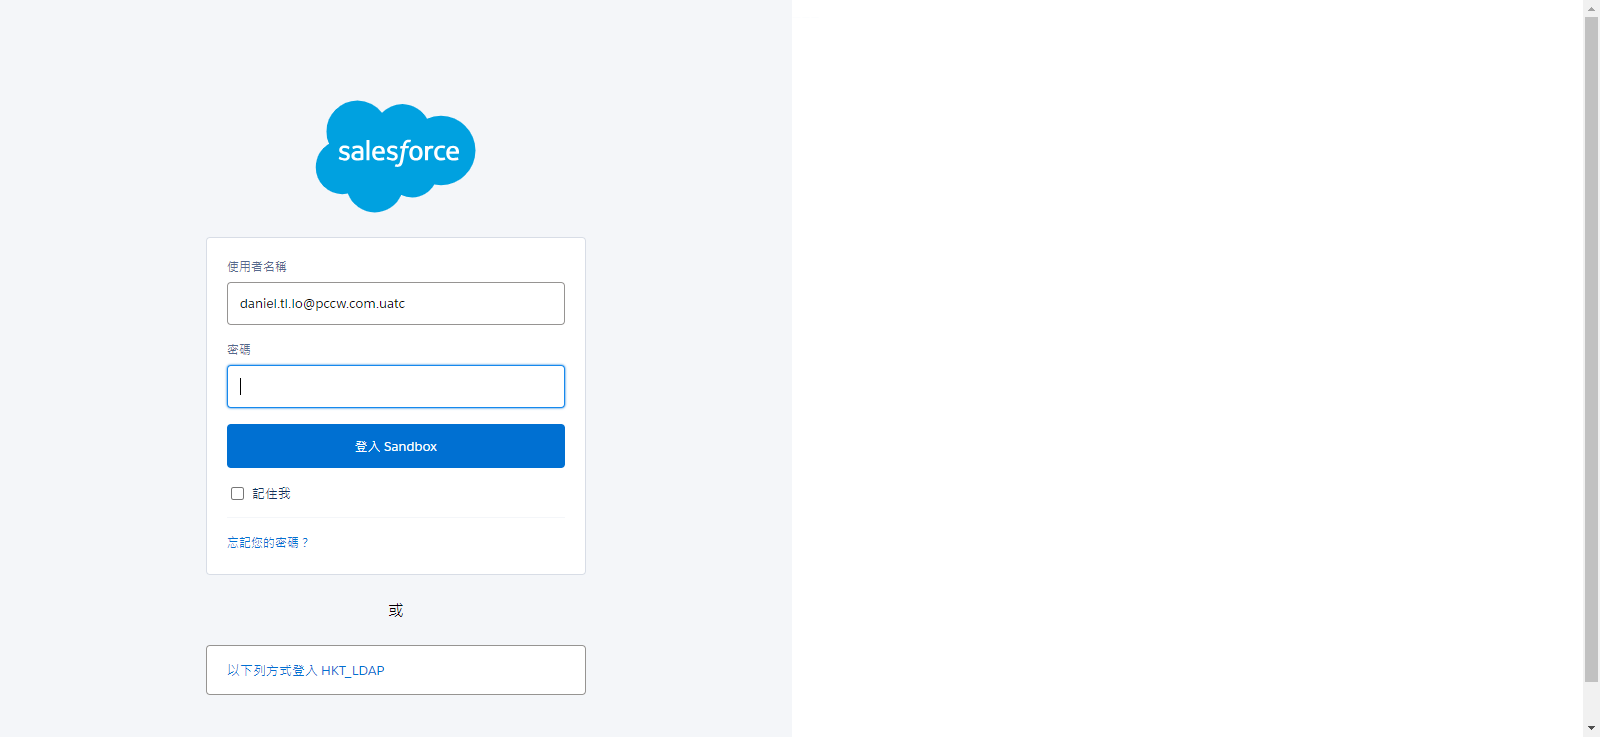 salesforce
使用者名稱
daniel.tl.lo@pccw.com.uatc
密碼
登入 Sandbox
記住我
忘記您的密碼？
或
以下列方式登入 HKT_LDAP